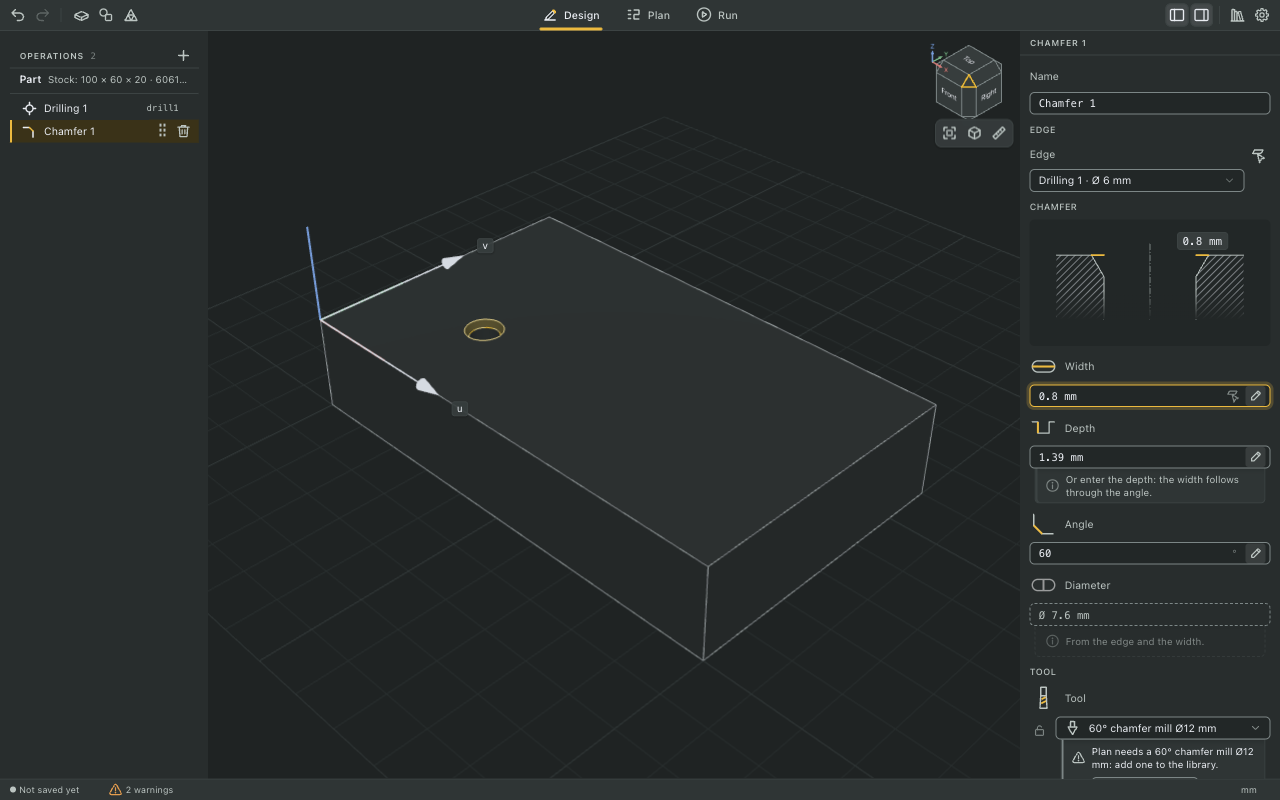 Design
Plan
Run
OPERATIONS 2
Part Stock: 100 × 60 × 20 · 6061...
Drilling 1 drill1
Chamfer 1
v
u
Z
Y
X
Top
Front
Right
CHAMFER 1
Name
Chamfer 1
EDGE
Edge
Drilling 1 · Ø 6 mm
CHAMFER
0.8 mm
Width
0.8 mm
Depth
1.39 mm
Or enter the depth: the width follows
through the angle.
Angle
60 °
Diameter
Ø 7.6 mm
From the edge and the width.
TOOL
Tool
60° chamfer mill Ø12 mm
Plan needs a 60° chamfer mill Ø12
mm: add one to the library.
Not saved yet
2 warnings
mm